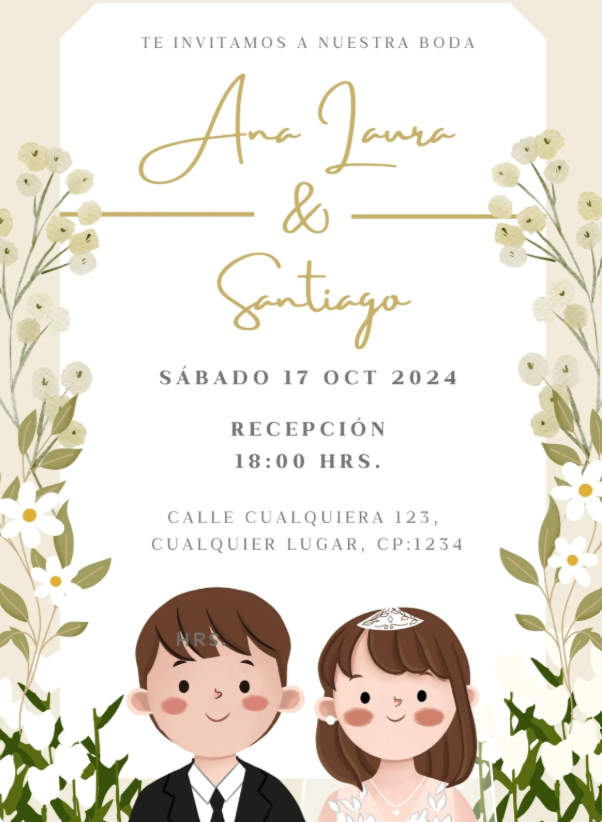 TE INVITAMOS A NUESTRA BODA
Ana Laura
&
Santiago
SÁBADO 17 OCT 2024
RECEPCIÓN
18:00 HRS.
CALLE CUALQUIERA 123,
CUALQUIER LUGAR, CP:1234
HRS.